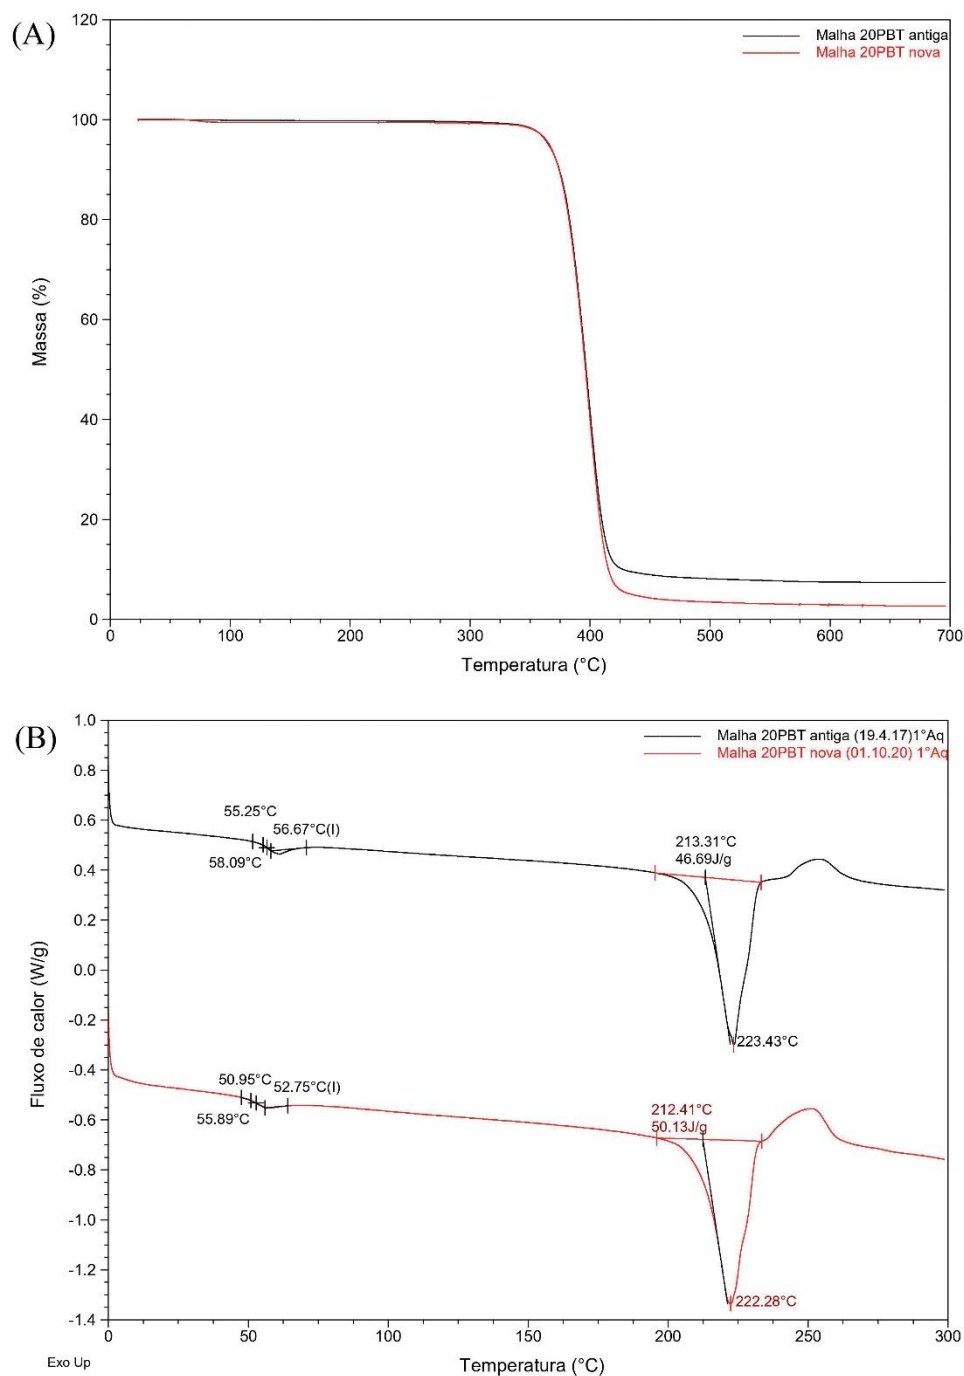 (A)
120
100
80
60
40
20
0
Massa (%)
Malha 20PBT antiga
Malha 20PBT nova
0 100 200 300 400 500 600 700
Temperatura (°C)
(B)
1.0
0.8
0.6
0.4
0.2
0.0
-0.2
-0.4
-0.6
-0.8
-1.0
-1.2
-1.4
Fluxo de calor (W/g)
Malha 20PBT antiga (19.4.17)1°Aq
Malha 20PBT nova (01.10.20) 1°Aq
55.25°C
56.67°C(I)
58.09°C
213.31°C
46.69J/g
223.43°C
50.95°C
52.75°C(I)
55.89°C
212.41°C
50.13J/g
222.28°C
0 50 100 150 200 250 300
Exo Up
Temperatura (°C)